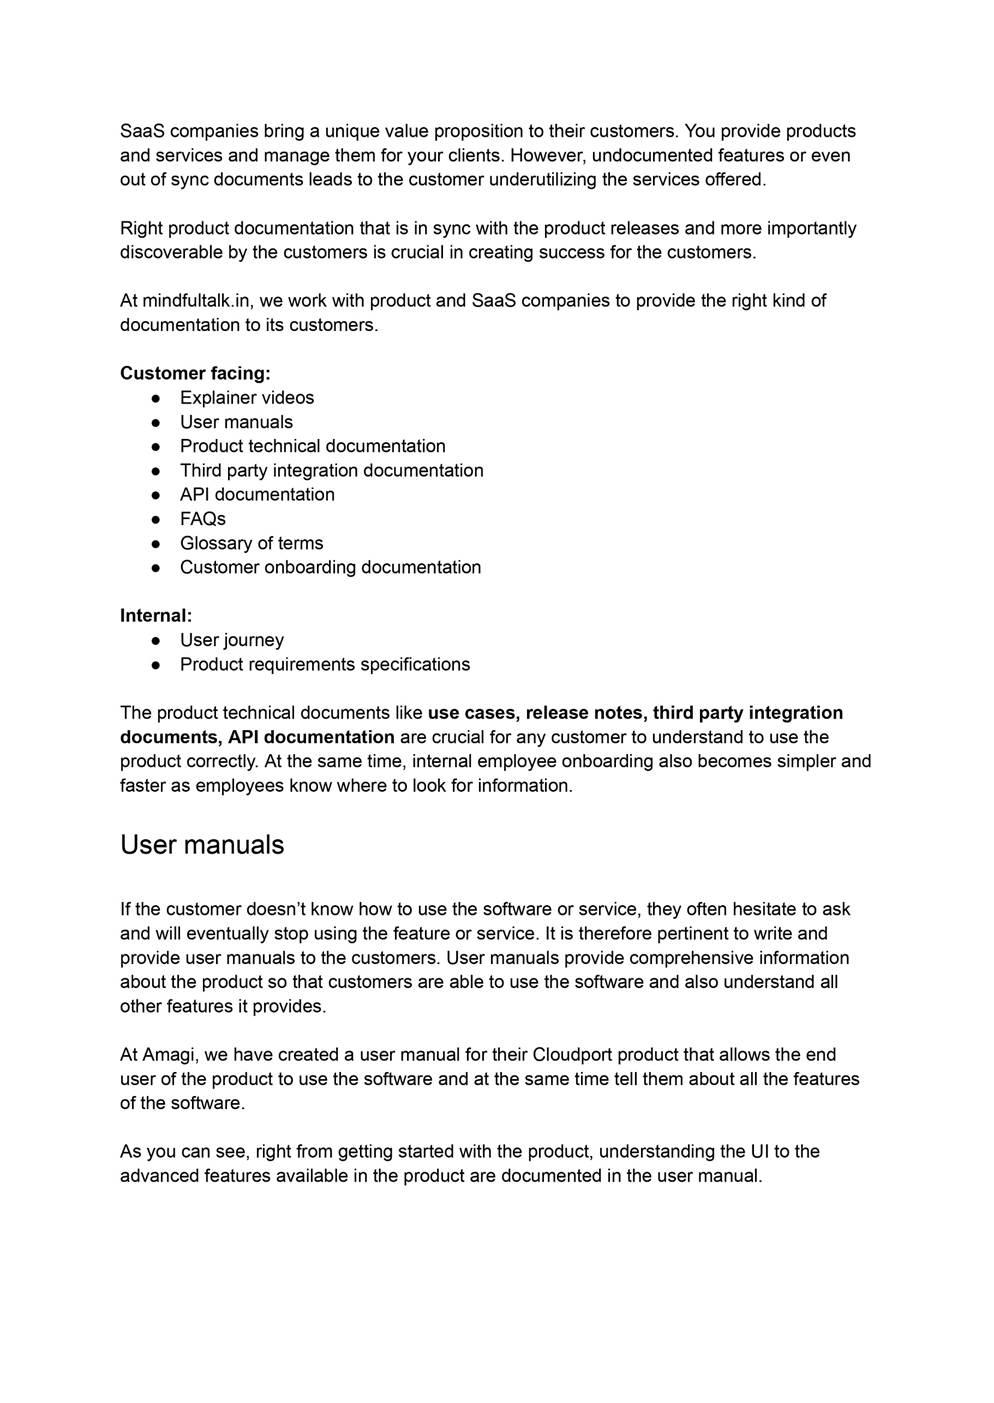 SaaS companies bring a unique value proposition to their customers. You provide products
and services and manage them for your clients. However, undocumented features or even
out of sync documents leads to the customer underutilizing the services offered.
Right product documentation that is in sync with the product releases and more importantly
discoverable by the customers is crucial in creating success for the customers.
At mindfultalk.in, we work with product and SaaS companies to provide the right kind of
documentation to its customers.
Customer facing:
● Explainer videos
● User manuals
● Product technical documentation
● Third party integration documentation
● API documentation
● FAQs
● Glossary of terms
● Customer onboarding documentation
Internal:
● User journey
● Product requirements specifications
The product technical documents like use cases, release notes, third party integration
documents, API documentation are crucial for any customer to understand to use the
product correctly. At the same time, internal employee onboarding also becomes simpler and
faster as employees know where to look for information.
User manuals
If the customer doesn’t know how to use the software or service, they often hesitate to ask
and will eventually stop using the feature or service. It is therefore pertinent to write and
provide user manuals to the customers. User manuals provide comprehensive information
about the product so that customers are able to use the software and also understand all
other features it provides.
At Amagi, we have created a user manual for their Cloudport product that allows the end
user of the product to use the software and at the same time tell them about all the features
of the software.
As you can see, right from getting started with the product, understanding the UI to the
advanced features available in the product are documented in the user manual.